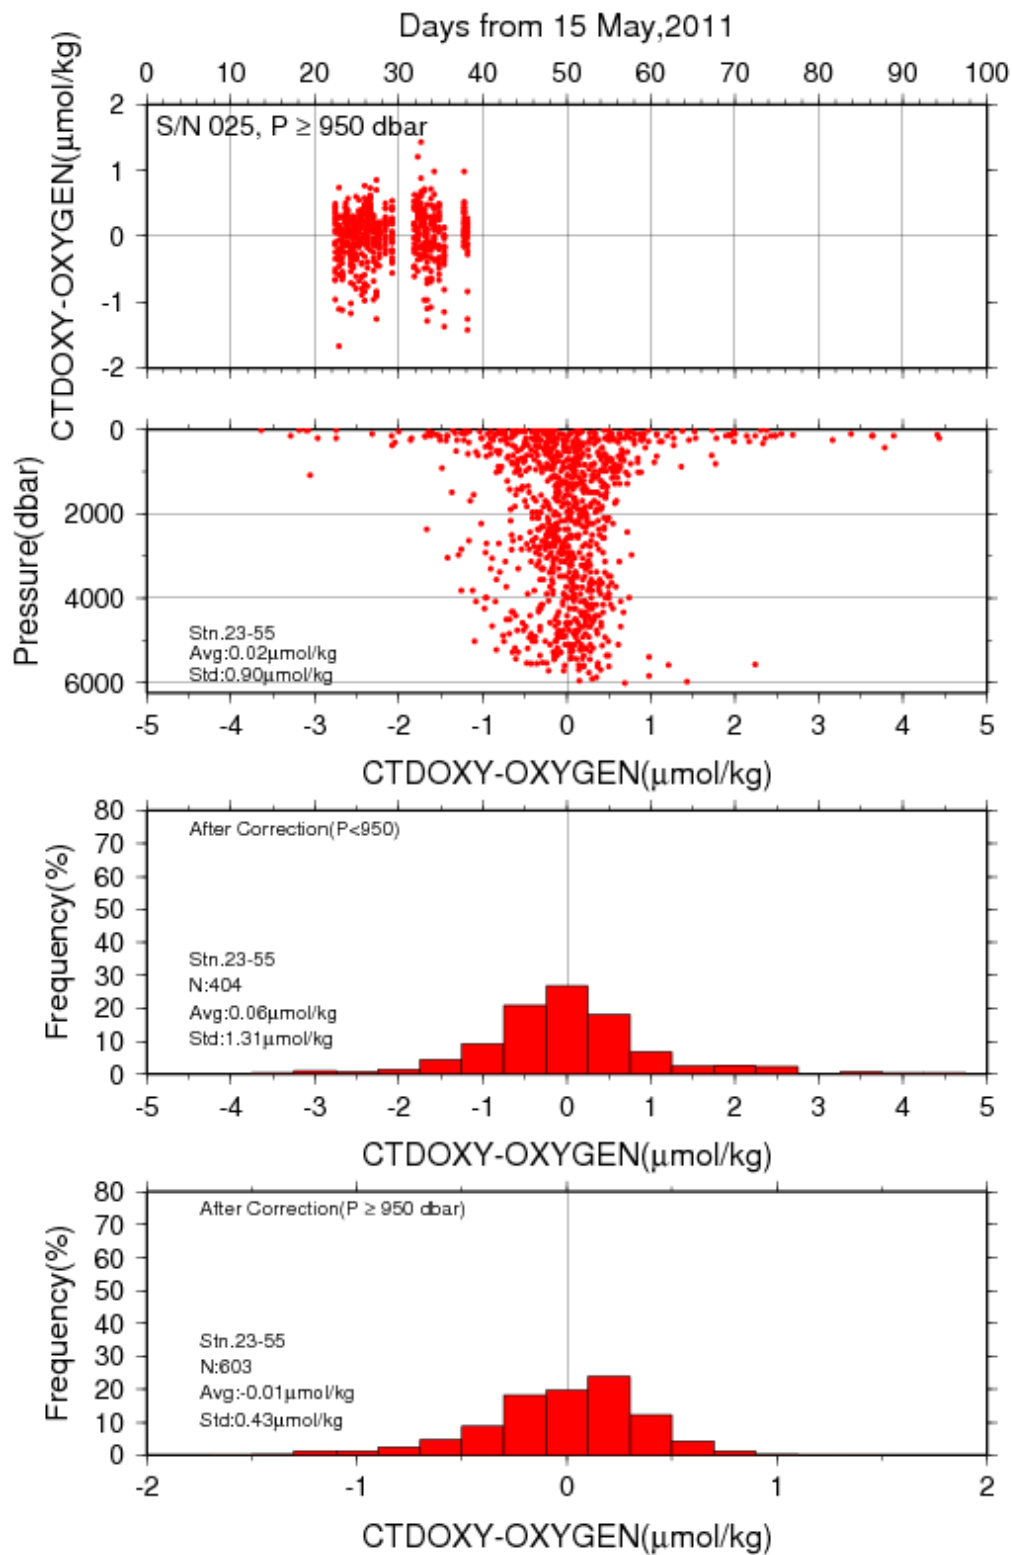 Days from 15 May,2011
0 10 20 30 40 50 60 70 80 90 100
CTDOXY-OXYGEN(μmol/kg)
2
1
0
-1
-2
S/N 025, P ≥ 950 dbar
Pressure(dbar)
0
2000
4000
6000
Stn.23-55
Avg:0.02μmol/kg
Std:0.90μmol/kg
-5 -4 -3 -2 -1 0 1 2 3 4 5
CTDOXY-OXYGEN(μmol/kg)
Frequency(%)
80
70
60
50
40
30
20
10
0
After Correction(P<950)
Stn.23-55
N:404
Avg:0.06μmol/kg
Std:1.31μmol/kg
-5 -4 -3 -2 -1 0 1 2 3 4 5
CTDOXY-OXYGEN(μmol/kg)
Frequency(%)
80
70
60
50
40
30
20
10
0
After Correction(P ≥ 950 dbar)
Stn.23-55
N:603
Avg:-0.01μmol/kg
Std:0.43μmol/kg
-2 -1 0 1 2
CTDOXY-OXYGEN(μmol/kg)